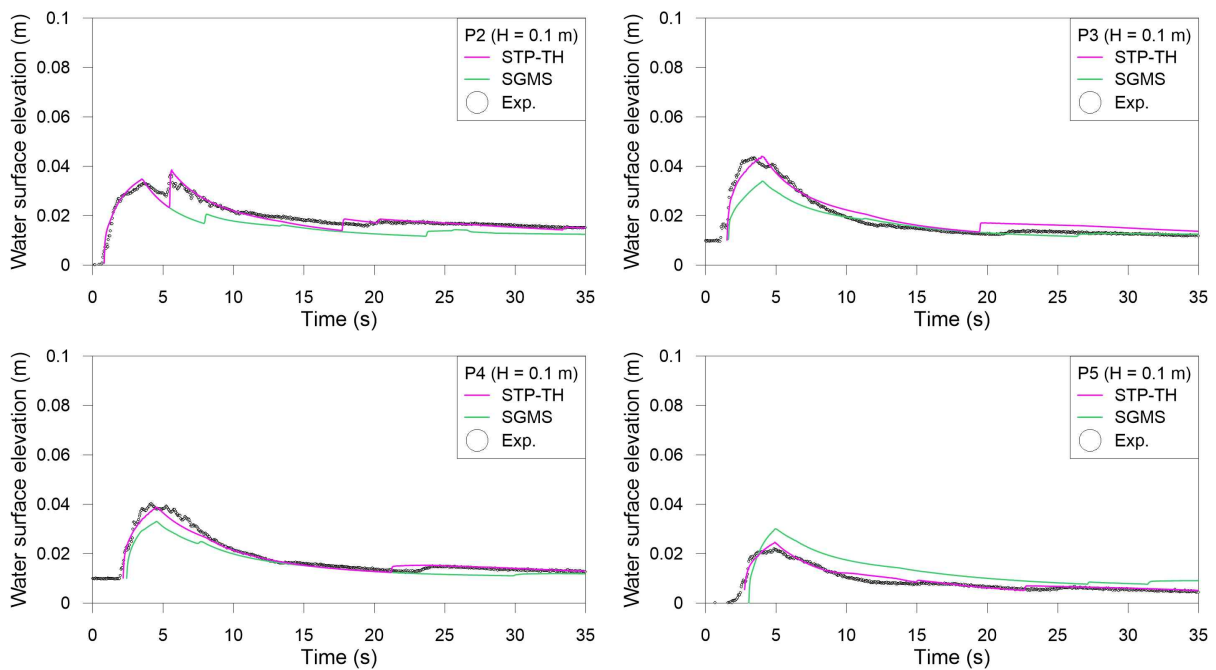 0.1
0.08
0.06
0.04
0.02
0
Water surface elevation (m)
0 5 10 15 20 25 30 35
Time (s)
P2 (H = 0.1 m)
STP-TH
SGMS
Exp.
0.1
0.08
0.06
0.04
0.02
0
Water surface elevation (m)
0 5 10 15 20 25 30 35
Time (s)
P3 (H = 0.1 m)
STP-TH
SGMS
Exp.
0.1
0.08
0.06
0.04
0.02
0
Water surface elevation (m)
0 5 10 15 20 25 30 35
Time (s)
P4 (H = 0.1 m)
STP-TH
SGMS
Exp.
0.1
0.08
0.06
0.04
0.02
0
Water surface elevation (m)
0 5 10 15 20 25 30 35
Time (s)
P5 (H = 0.1 m)
STP-TH
SGMS
Exp.